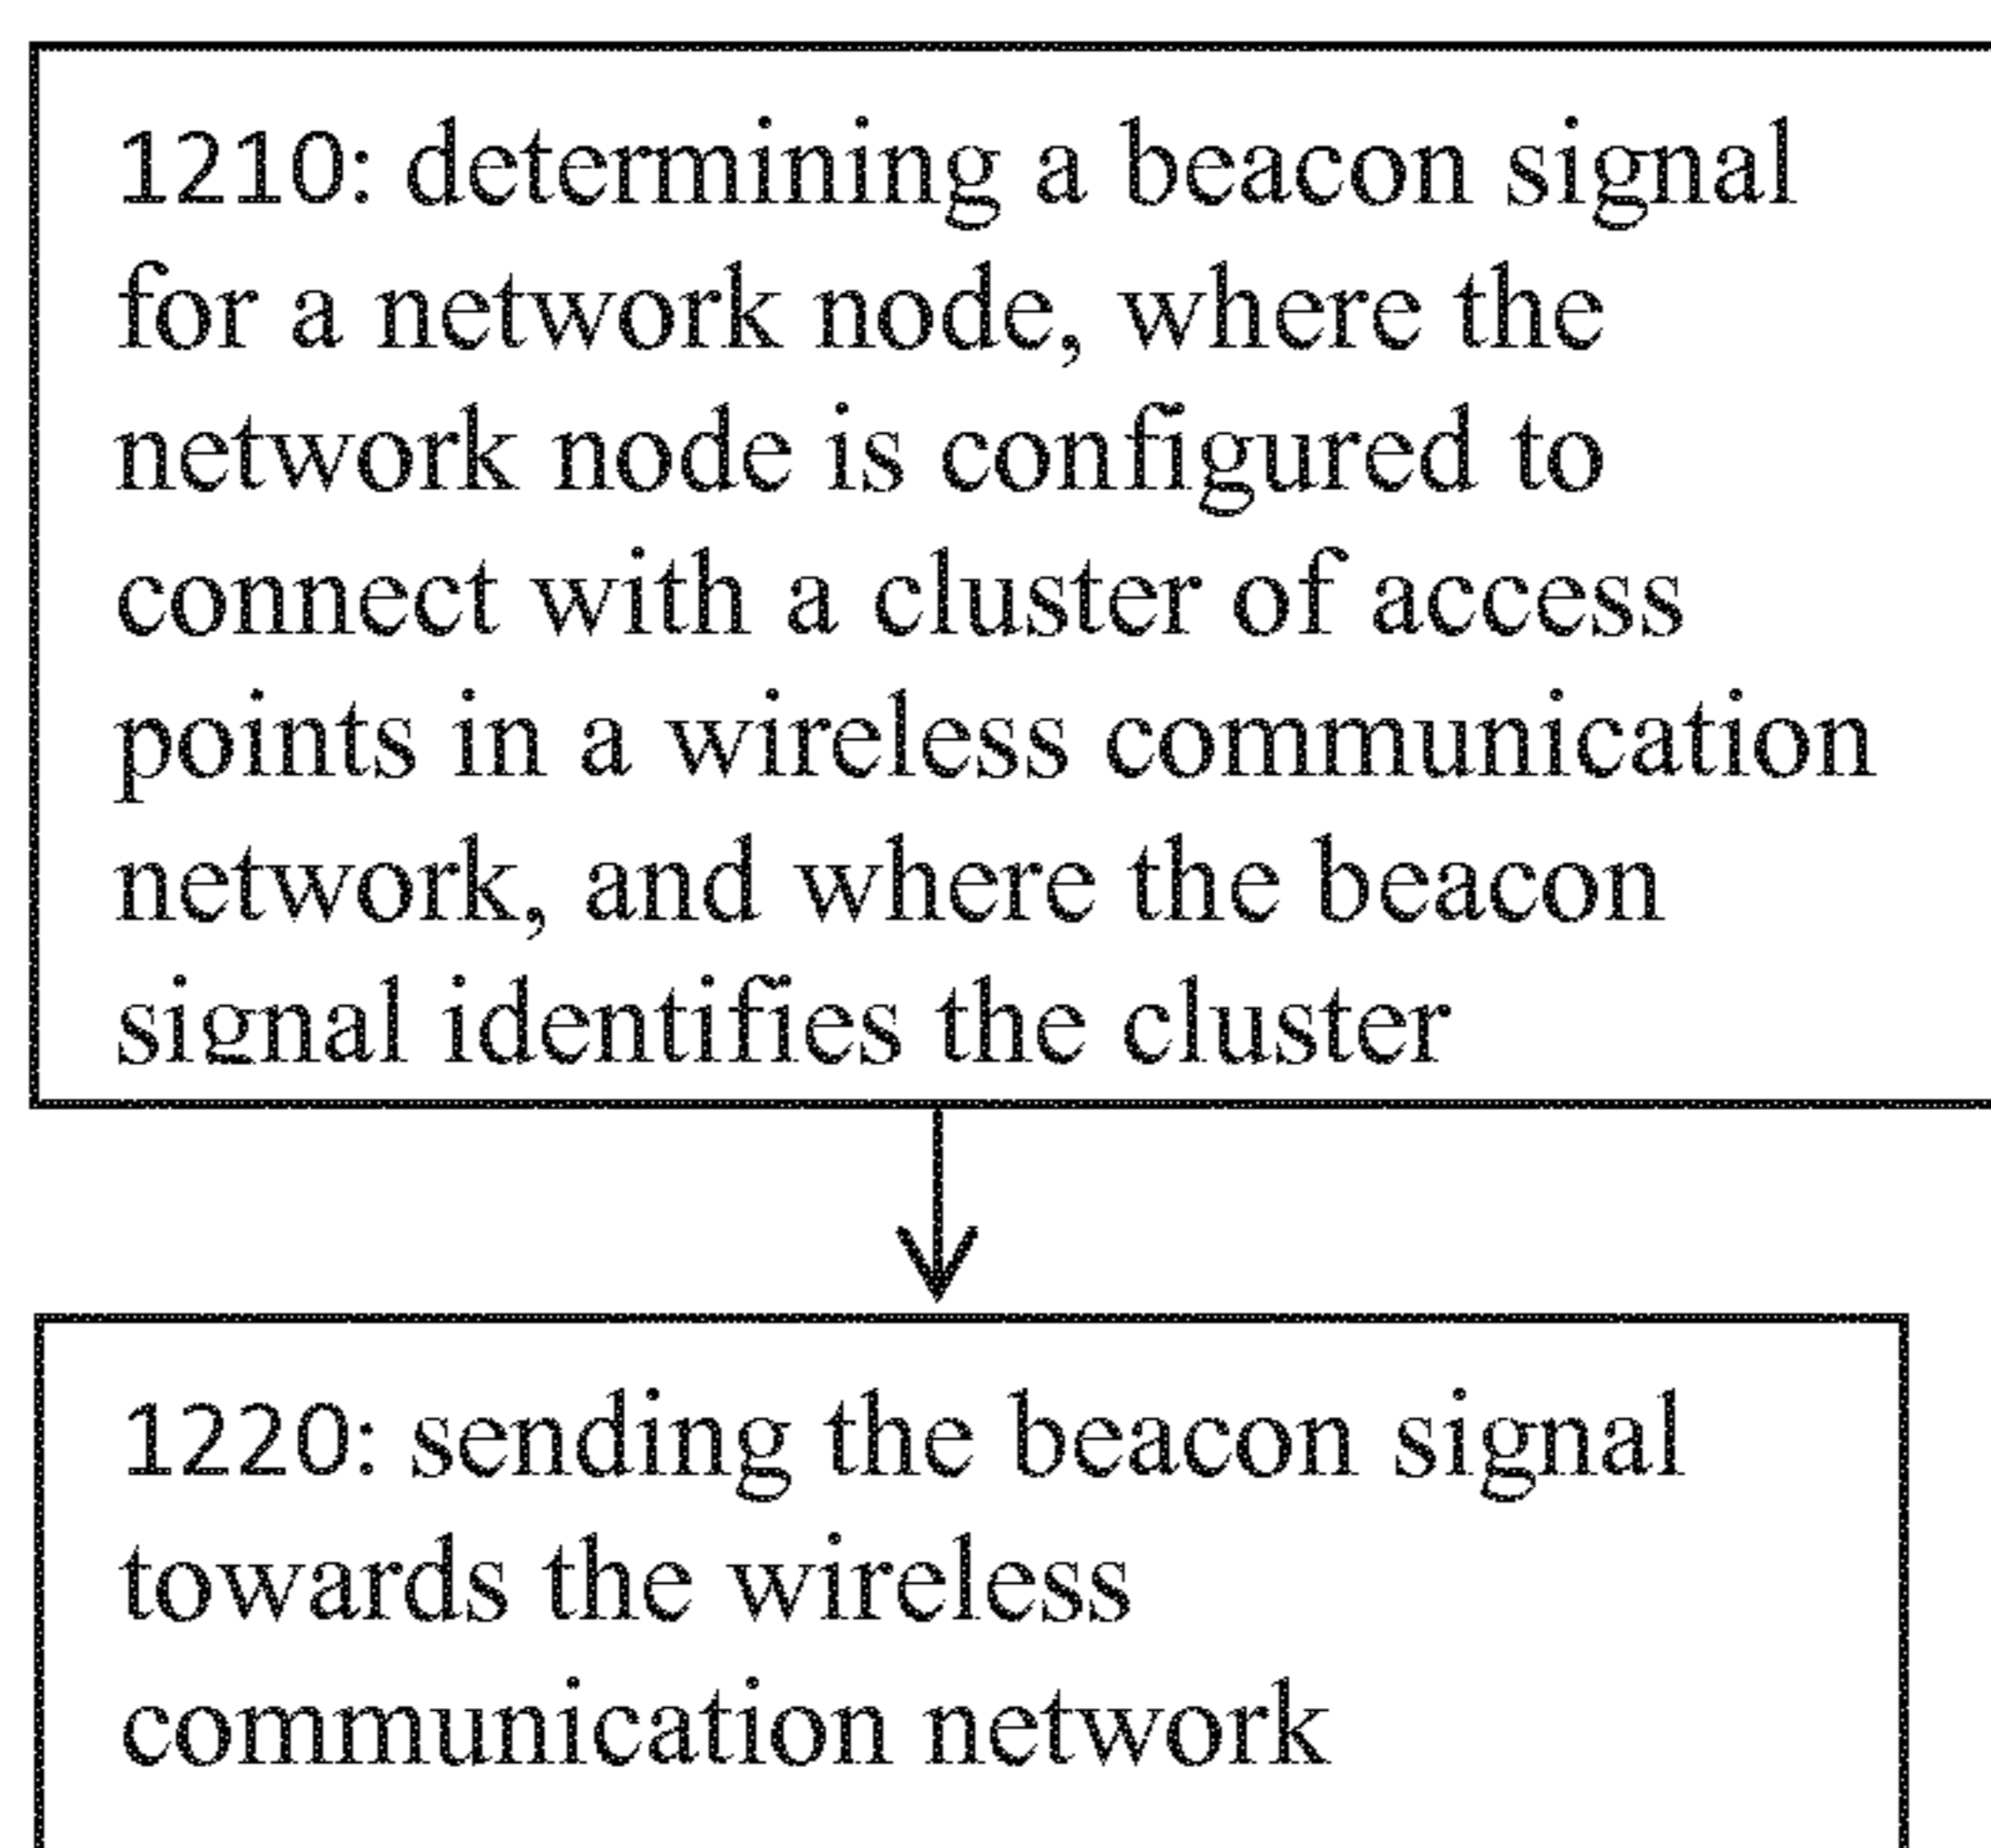 1210: determining a beacon signal
for a network node, where the
network node is configured to
connect with a cluster of access
points in a wireless communication
network, and where the beacon
signal identifies the cluster
1220: sending the beacon signal
towards the wireless
communication network